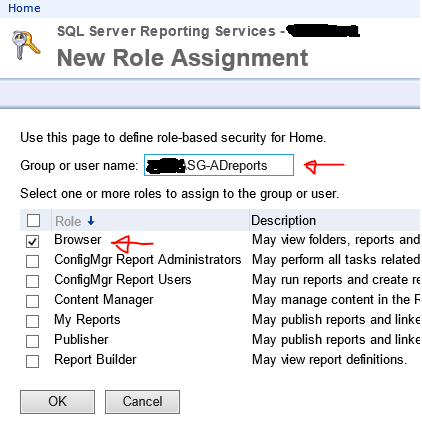 Home
SQL Server Reporting Services -
New Role Assignment
Use this page to define role-based security for Home.
Group or user name: ASG-ADreports
Select one or more roles to assign to the group or user.
Role Description
Browser May view folders, reports and
ConfigMgr Report Administrators May perform all tasks related
ConfigMgr Report Users May run reports and create re
Content Manager May manage content in the R
My Reports May publish reports and linke
Publisher May publish reports and linke
Report Builder May view report definitions.
OK Cancel